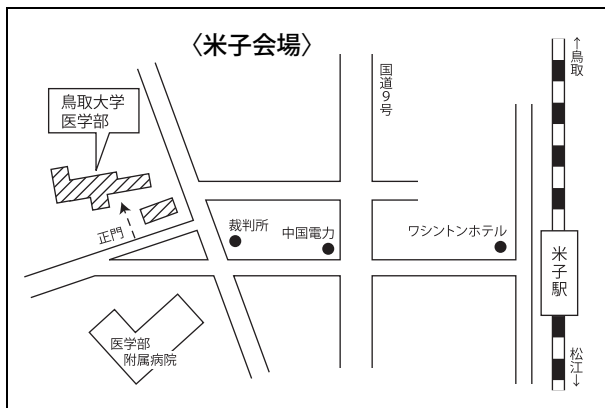 〈米子会場〉
↑鳥取
国道9号
鳥取大学
医学部
正門
裁判所
中国電力
ワシントンホテル
米子駅
医学部
附属病院
松江↓